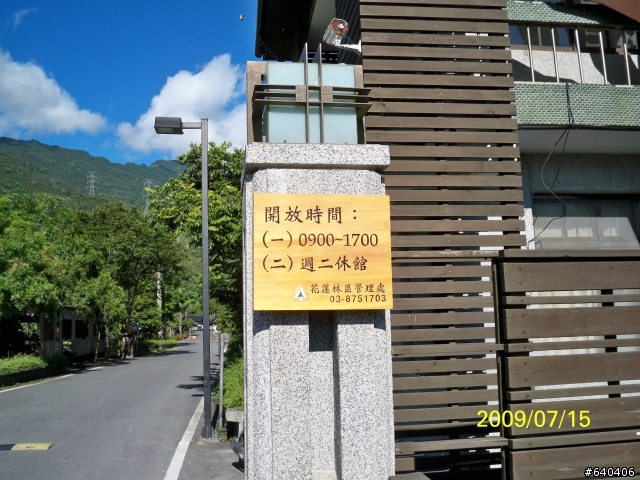 開放時間：
(一) 0900~1700
(二) 週二休館
花蓮林區管理處
03-8751703
2009/07/15
#640406